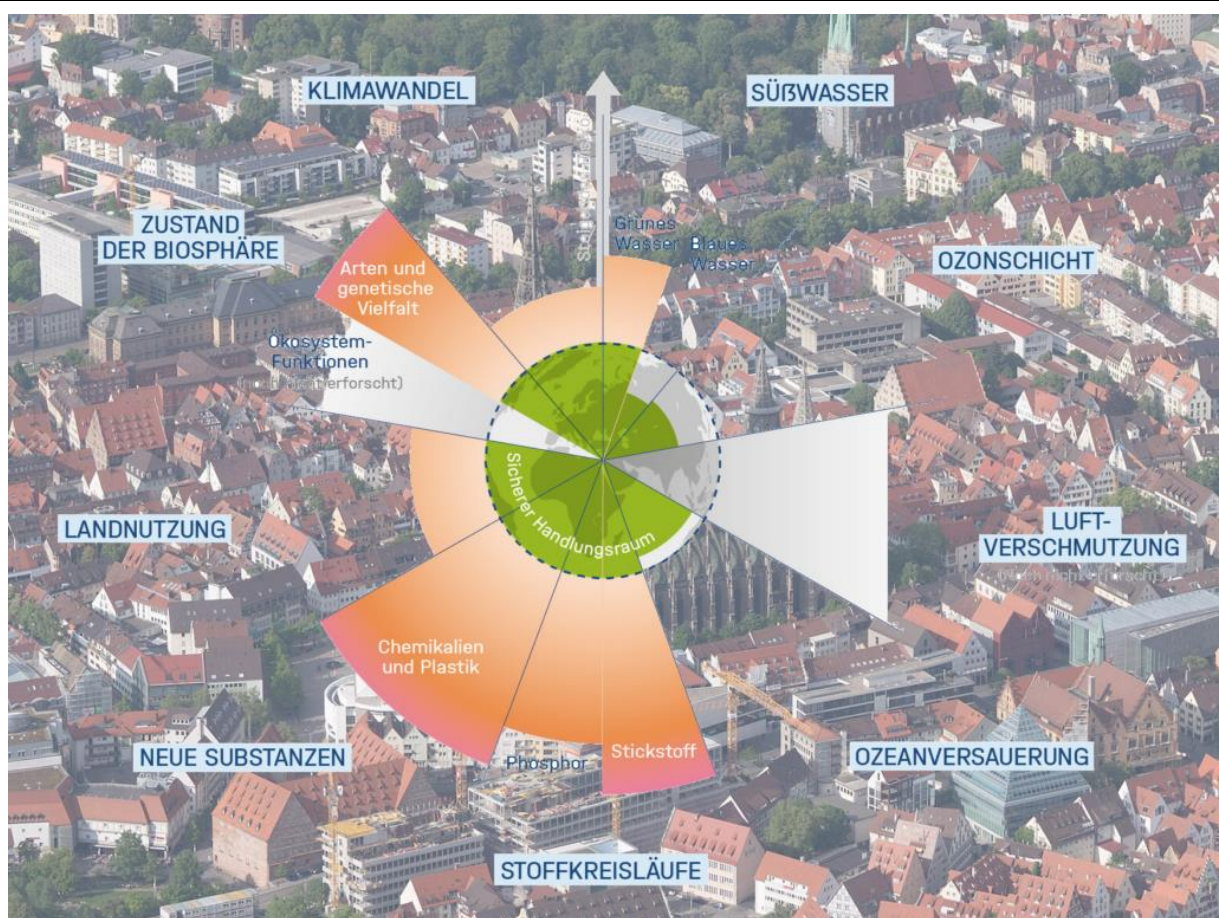 KLIMAWANDEL
SÜßWASSER
ZUSTAND
DER BIOSPHÄRE
Grünes
Wasser
Blaues
Wasser
OZONSCHICHT
Arten und
genetische
Vielfalt
Ökosystem-
Funktionen
Sicherer Handlungsraum
LANDNUTZUNG
LUFT-
VERSCHMUTZUNG
Chemikalien
und Plastik
NEUE SUBSTANZEN
Phosphor
Stickstoff
OZEANVERSAUERUNG
STOFFKREISLÄUFE